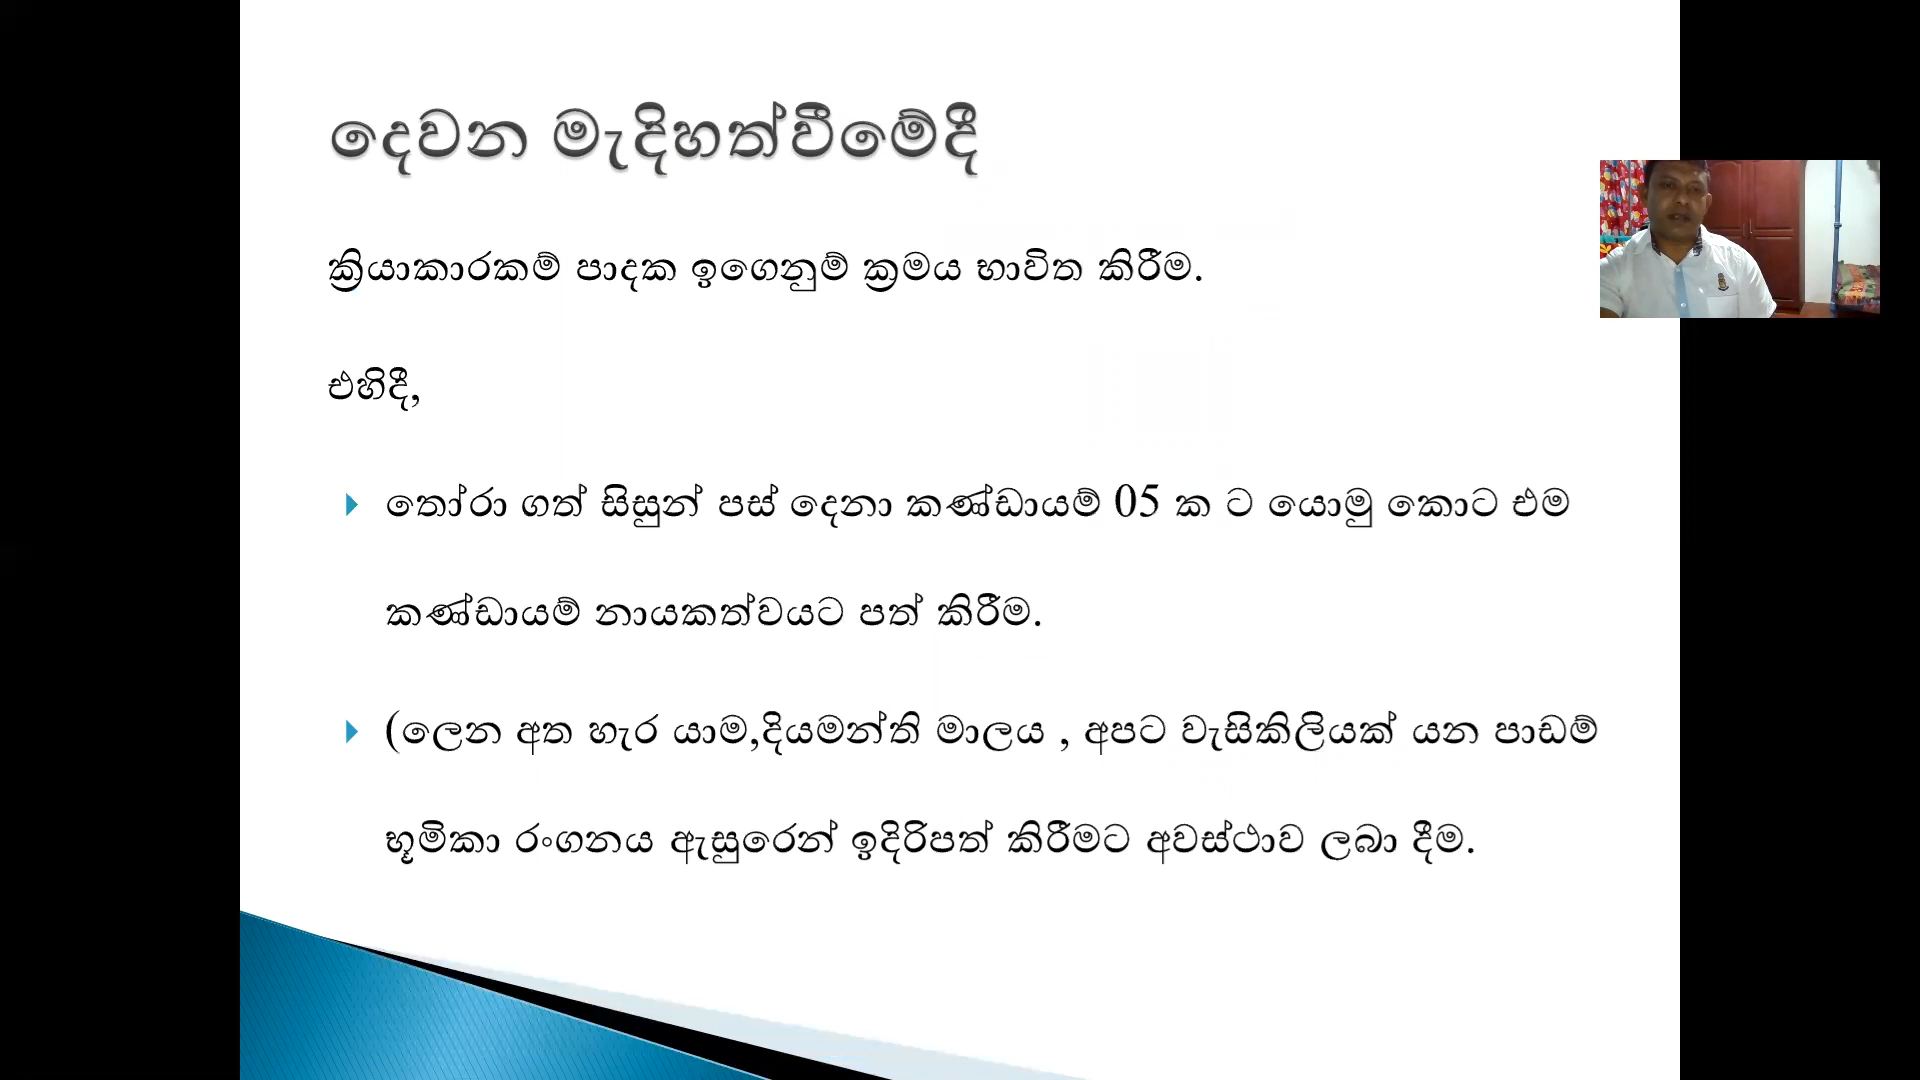 දෙවන මැදිහත්වීමේදී
ක්‍රියාකාරකම් පාදක ඉගෙනුම් ක්‍රමය භාවිත කිරීම.
එහිදී,
තෝරා ගත් සිසුන් පස් දෙනා කණ්ඩායම් 05 ක ට යොමු කොට එම
කණ්ඩායම් නායකත්වයට පත් කිරීම.
(ලෙන අත හැර යාම,දියමන්ති මාලය , අපට වැසිකිලියක් යන පාඩම්
භූමිකා රංගනය ඇසුරෙන් ඉදිරිපත් කිරීමට අවස්ථාව ලබා දීම.